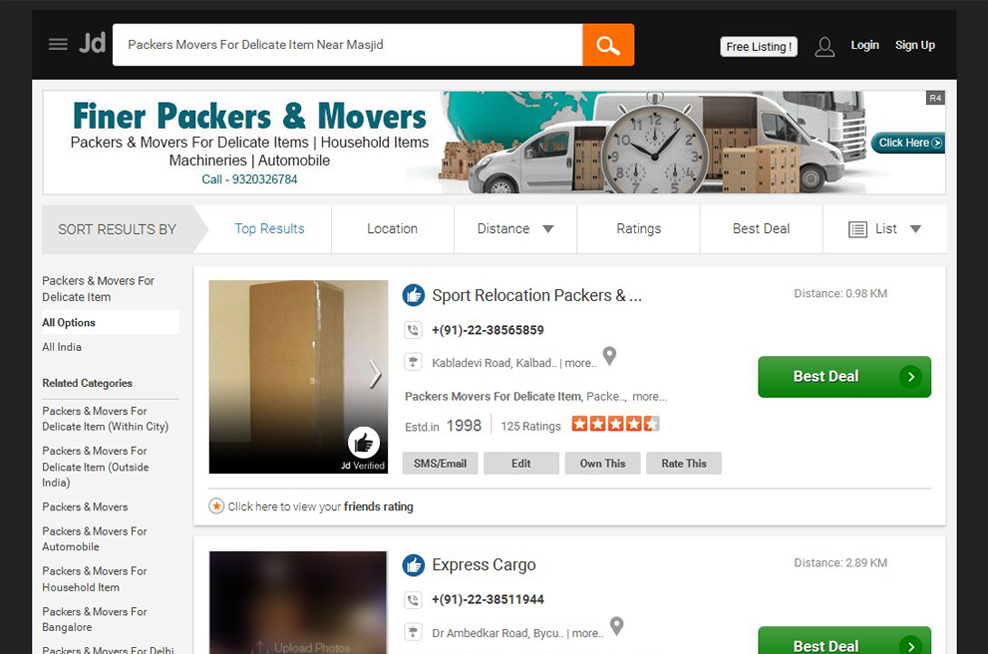 Jd
Packers Movers For Delicate Item Near Masjid
Free Listing !
Login
Sign Up
Finer Packers & Movers
Packers & Movers For Delicate Items | Household Items
Machineries | Automobile
Call - 9320326784
R4
Click Here
SORT RESULTS BY
Top Results
Location
Distance
Ratings
Best Deal
List
Packers & Movers For
Delicate Item
All Options
All India
Related Categories
Packers & Movers For
Delicate Item (Within City)
Packers & Movers For
Delicate Item (Outside
India)
Packers & Movers
Packers & Movers For
Automobile
Packers & Movers For
Household Item
Packers & Movers For
Bangalore
Packers & Movers For Delhi
Jd Verified
Sport Relocation Packers & ...
Distance: 0.98 KM
+(91)-22-38565859
Kabladevi Road, Kalbad.. | more..
Best Deal
Packers Movers For Delicate Item, Packe.., more...
Estd.in 1998 125 Ratings
SMS/Email
Edit
Own This
Rate This
Click here to view your friends rating
Upload Photos
Express Cargo
Distance: 2.89 KM
+(91)-22-38511944
Dr Ambedkar Road, Bycu.. | more..
Best Deal